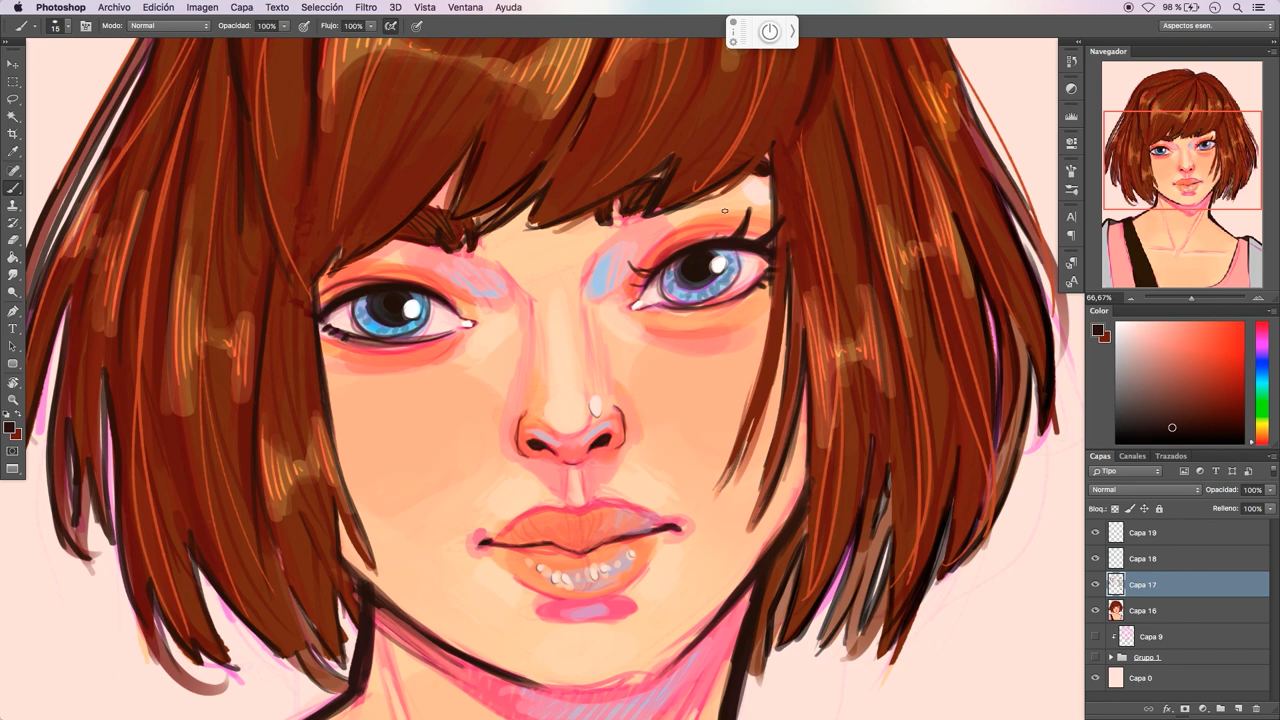 Photoshop Archivo Edición Imagen Capa Texto Selección Filtro 3D Vista Ventana Ayuda 98 %
15 Modo: Normal Opacidad: 100% Flujo: 100% Aspectos esen.
Navegador
66,67%
Color
Capas Canales Trazados
Tipo
Normal Opacidad: 100%
Bloq.: Relleno: 100%
Capa 19
Capa 18
Capa 17
Capa 16
Capa 9
Grupo 1
Capa 0